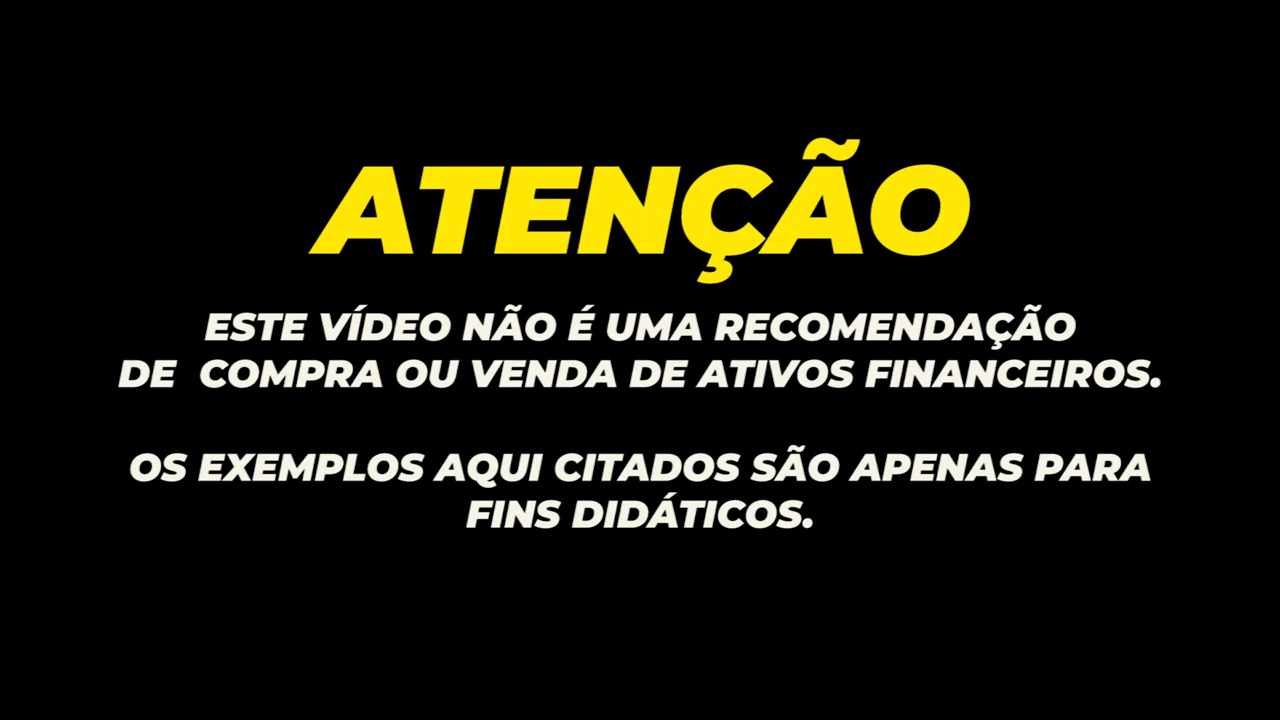 ATENÇÃO
ESTE VÍDEO NÃO É UMA RECOMENDAÇÃO
DE COMPRA OU VENDA DE ATIVOS FINANCEIROS.
OS EXEMPLOS AQUI CITADOS SÃO APENAS PARA
FINS DIDÁTICOS.